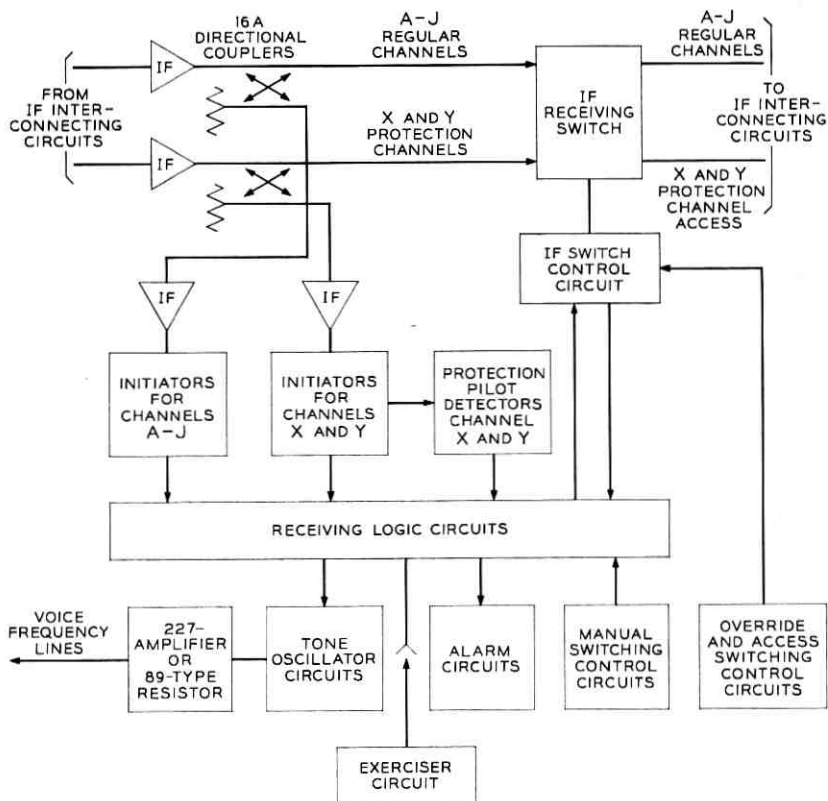 16A
DIRECTIONAL
COUPLERS
A-J
REGULAR
CHANNELS
A-J
REGULAR
CHANNELS
IF
FROM
IF INTER-
CONNECTING
CIRCUITS
IF
RECEIVING
SWITCH
TO
IF INTER-
CONNECTING
CIRCUITS
X AND Y
PROTECTION
CHANNELS
IF
X AND Y
PROTECTION
CHANNEL
ACCESS
IF SWITCH
CONTROL
CIRCUIT
IF
IF
INITIATORS
FOR
CHANNELS
A-J
INITIATORS
FOR
CHANNELS
X AND Y
PROTECTION
PILOT
DETECTORS
CHANNEL
X AND Y
RECEIVING LOGIC CIRCUITS
VOICE
FREQUENCY
LINES
227-
AMPLIFIER
OR
89-TYPE
RESISTOR
TONE
OSCILLATOR
CIRCUITS
ALARM
CIRCUITS
MANUAL
SWITCHING
CONTROL
CIRCUITS
OVERRIDE
AND ACCESS
SWITCHING
CONTROL
CIRCUITS
EXERCISER
CIRCUIT